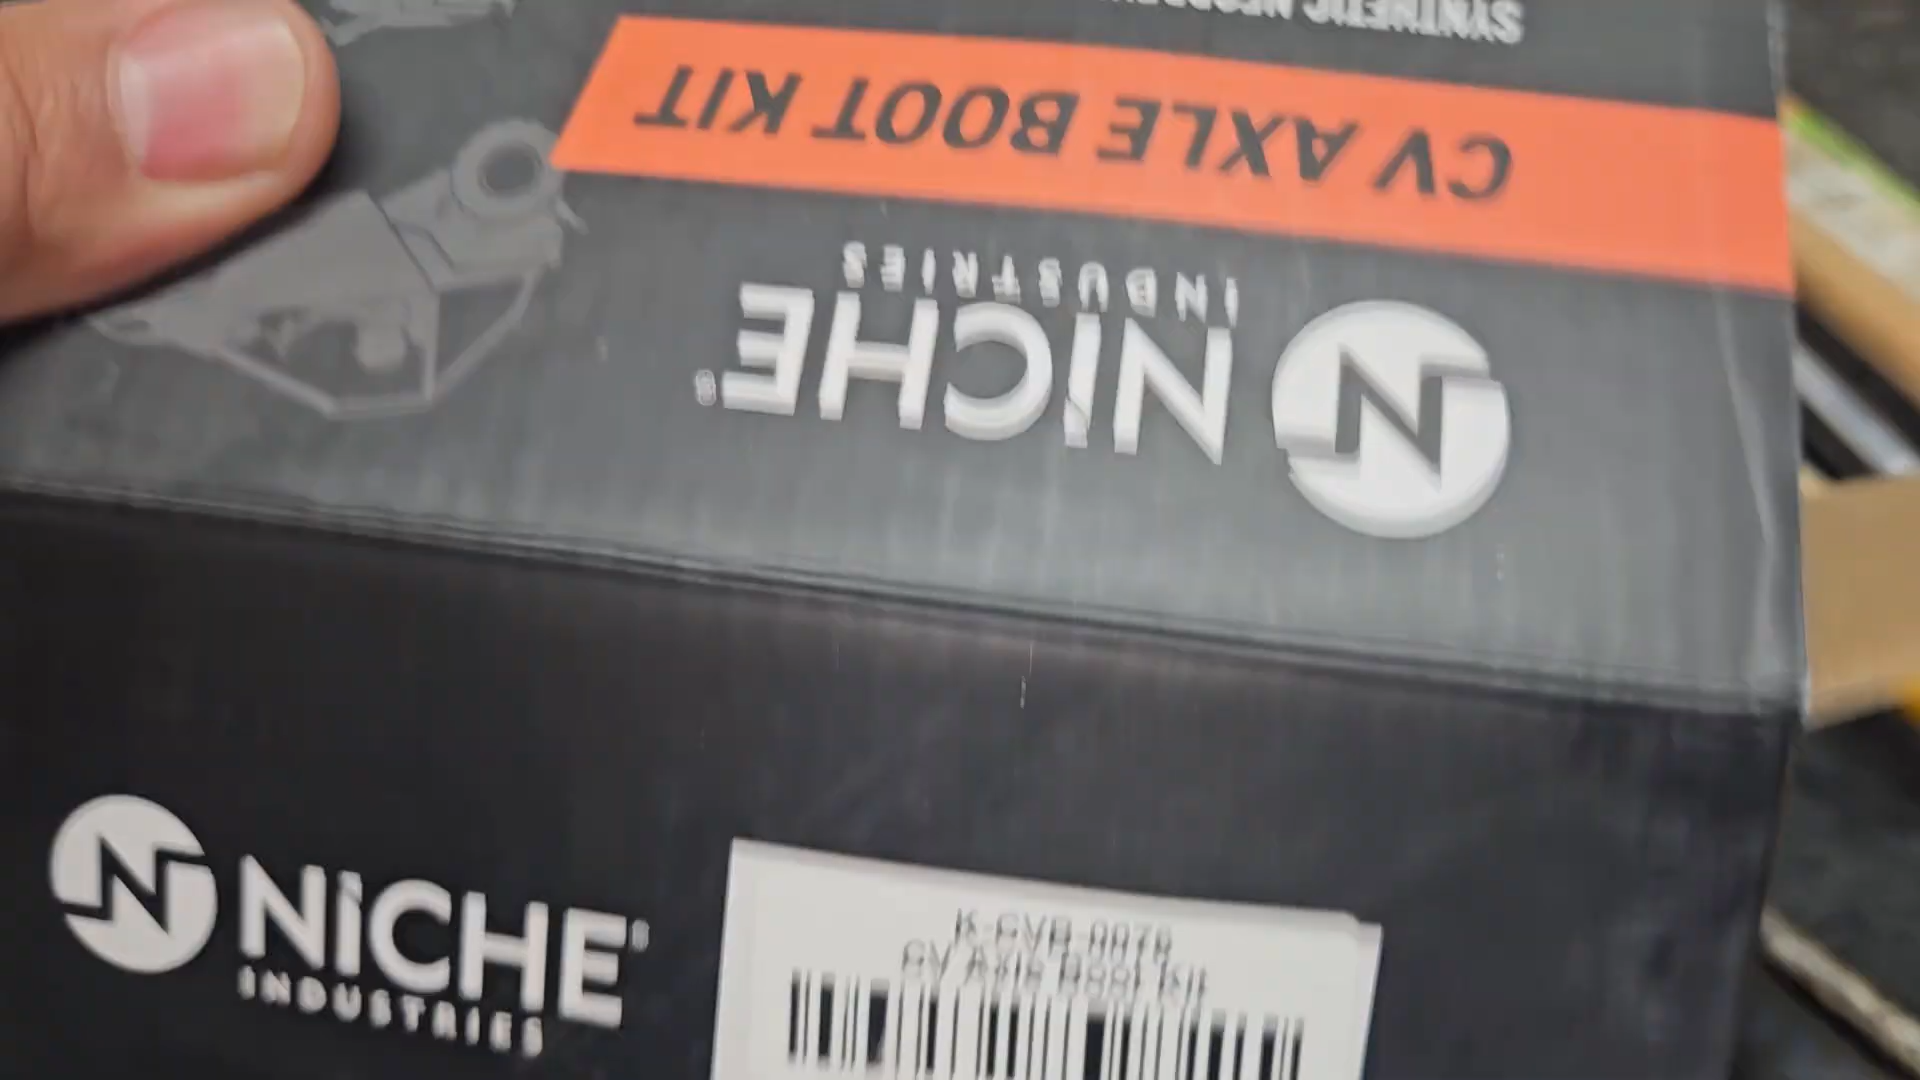 SYNTHETIC
CV AXLE BOOT KIT
NICHE®
INDUSTRIES
NICHE®
INDUSTRIES
CV Axle Boot Kit